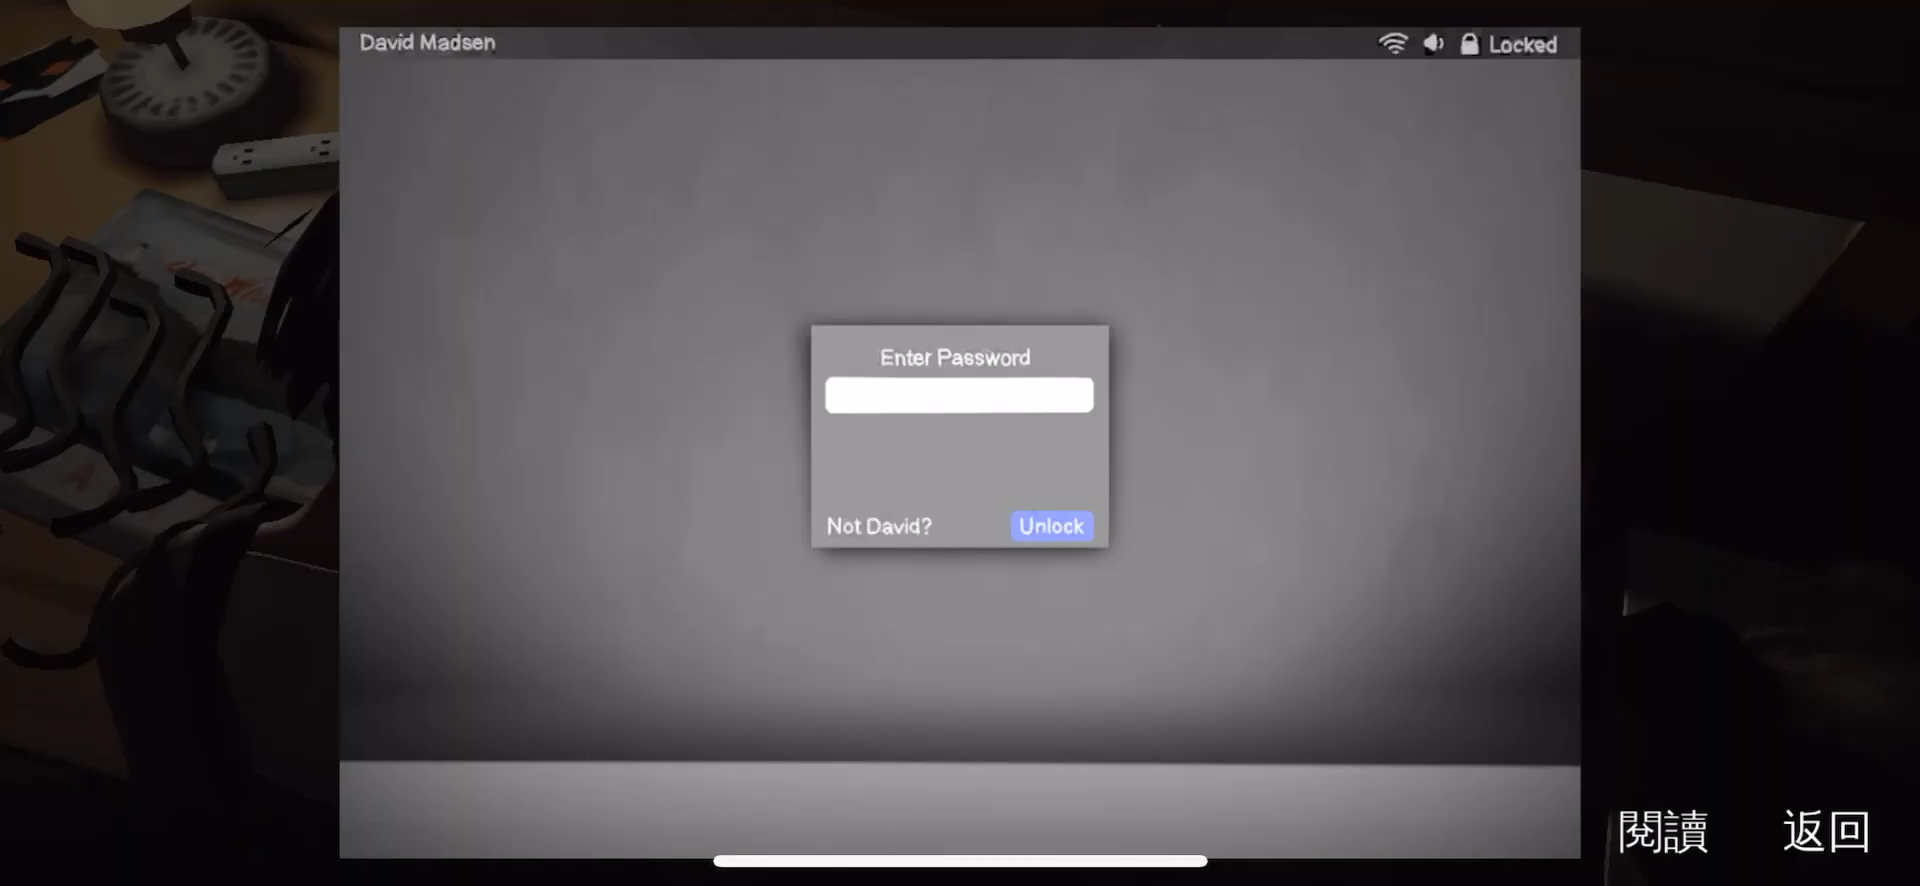 David Madsen
Locked
Enter Password
Not David?
Unlock
閱讀
返回